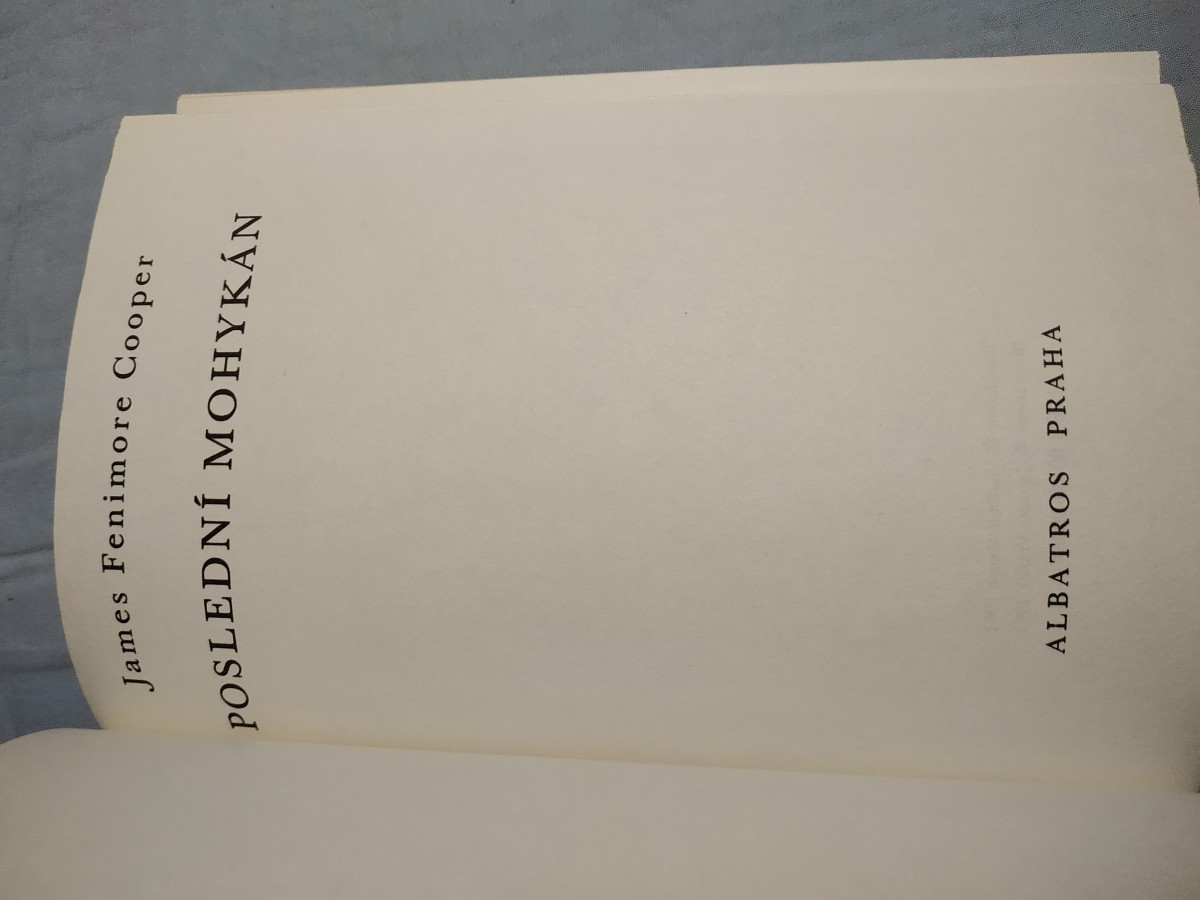 James Fenimore Cooper
POSLEDNÍ MOHYKÁN
ALBATROS PRAHA